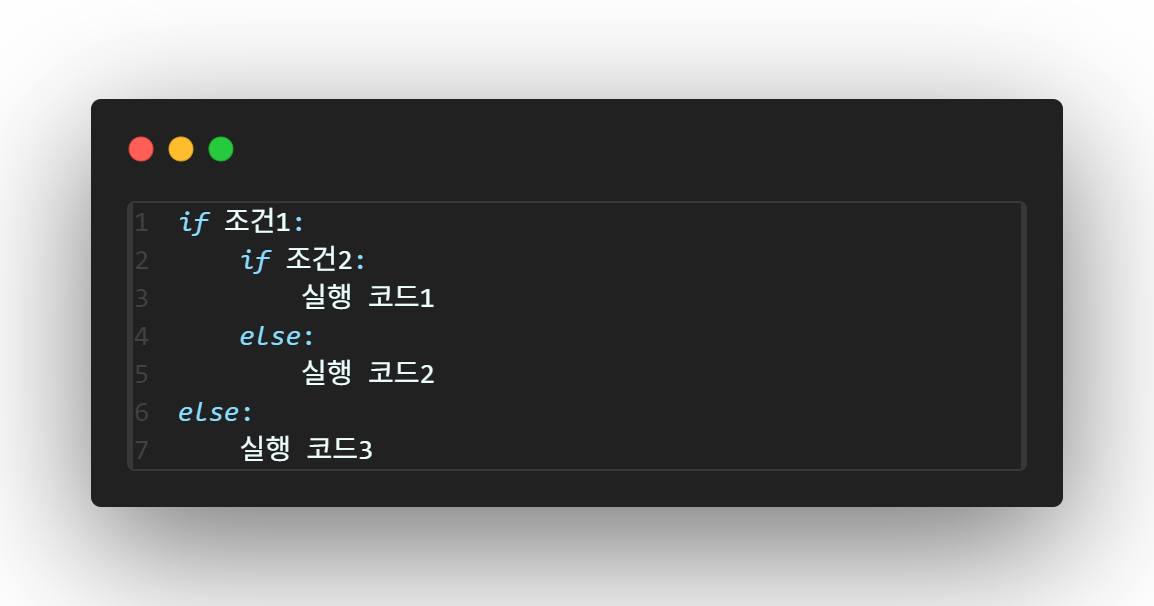 1 if 조건1:
2     if 조건2:
3         실행 코드1
4     else:
5         실행 코드2
6 else:
7     실행 코드3